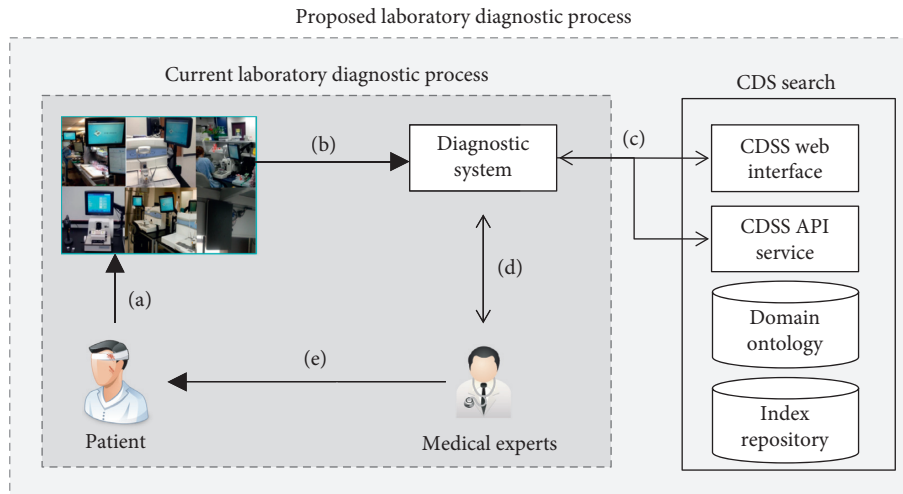 Proposed laboratory diagnostic process
Current laboratory diagnostic process
CDS search
(b)
Diagnostic
system
(c)
CDSS web
interface
CDSS API
service
(a)
(d)
Domain
ontology
(e)
Patient
Medical experts
Index
repository